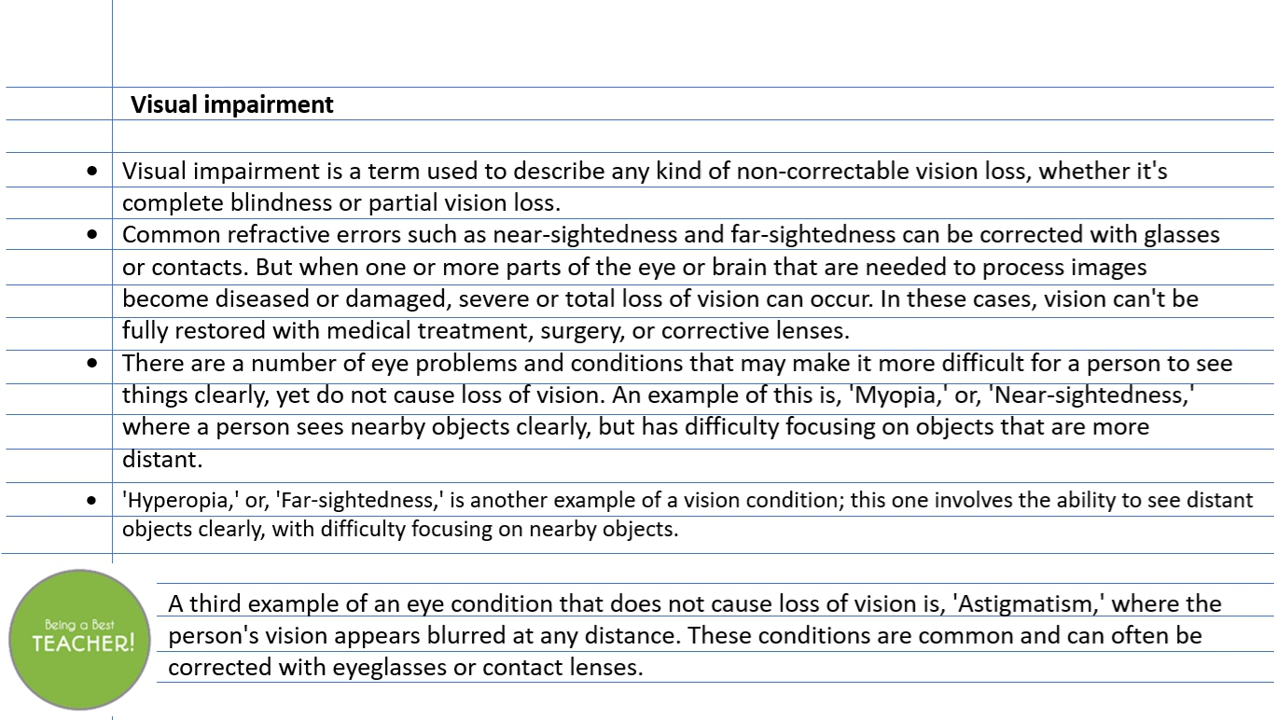 Visual impairment
• Visual impairment is a term used to describe any kind of non-correctable vision loss, whether it's
complete blindness or partial vision loss.
• Common refractive errors such as near-sightedness and far-sightedness can be corrected with glasses
or contacts. But when one or more parts of the eye or brain that are needed to process images
become diseased or damaged, severe or total loss of vision can occur. In these cases, vision can't be
fully restored with medical treatment, surgery, or corrective lenses.
• There are a number of eye problems and conditions that may make it more difficult for a person to see
things clearly, yet do not cause loss of vision. An example of this is, 'Myopia,' or, 'Near-sightedness,'
where a person sees nearby objects clearly, but has difficulty focusing on objects that are more
distant.
• 'Hyperopia,' or, 'Far-sightedness,' is another example of a vision condition; this one involves the ability to see distant
objects clearly, with difficulty focusing on nearby objects.
A third example of an eye condition that does not cause loss of vision is, 'Astigmatism,' where the
person's vision appears blurred at any distance. These conditions are common and can often be
corrected with eyeglasses or contact lenses.
Being a Best
TEACHER!